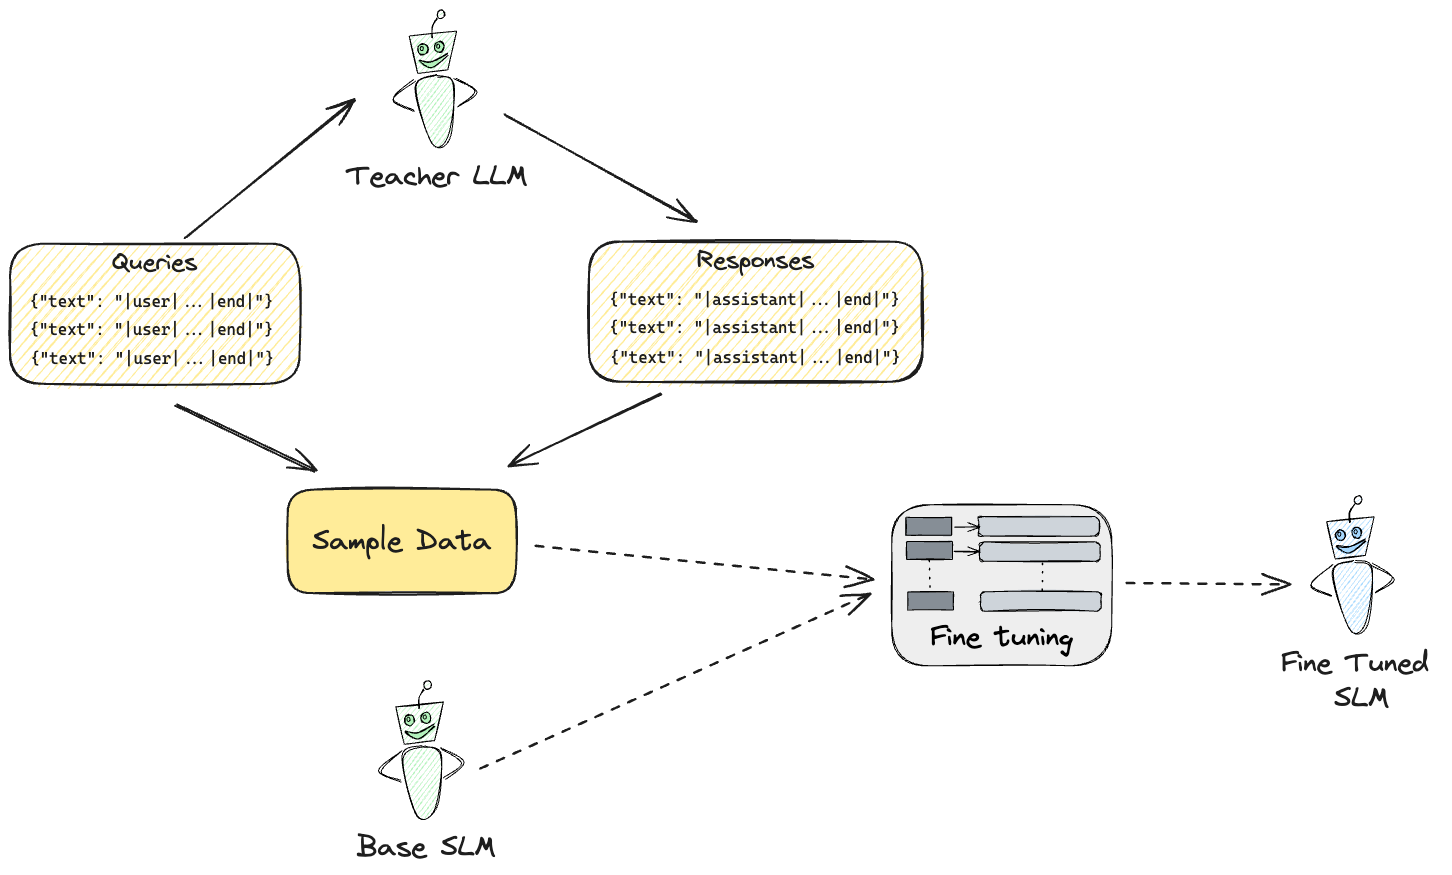 Teacher LLM
Queries
{"text": "|user| ... |end|"}
{"text": "|user| ... |end|"}
{"text": "|user| ... |end|"}
Responses
{"text": "|assistant| ... |end|"}
{"text": "|assistant| ... |end|"}
{"text": "|assistant| ... |end|"}
Sample Data
Fine tuning
Fine Tuned
SLM
Base SLM